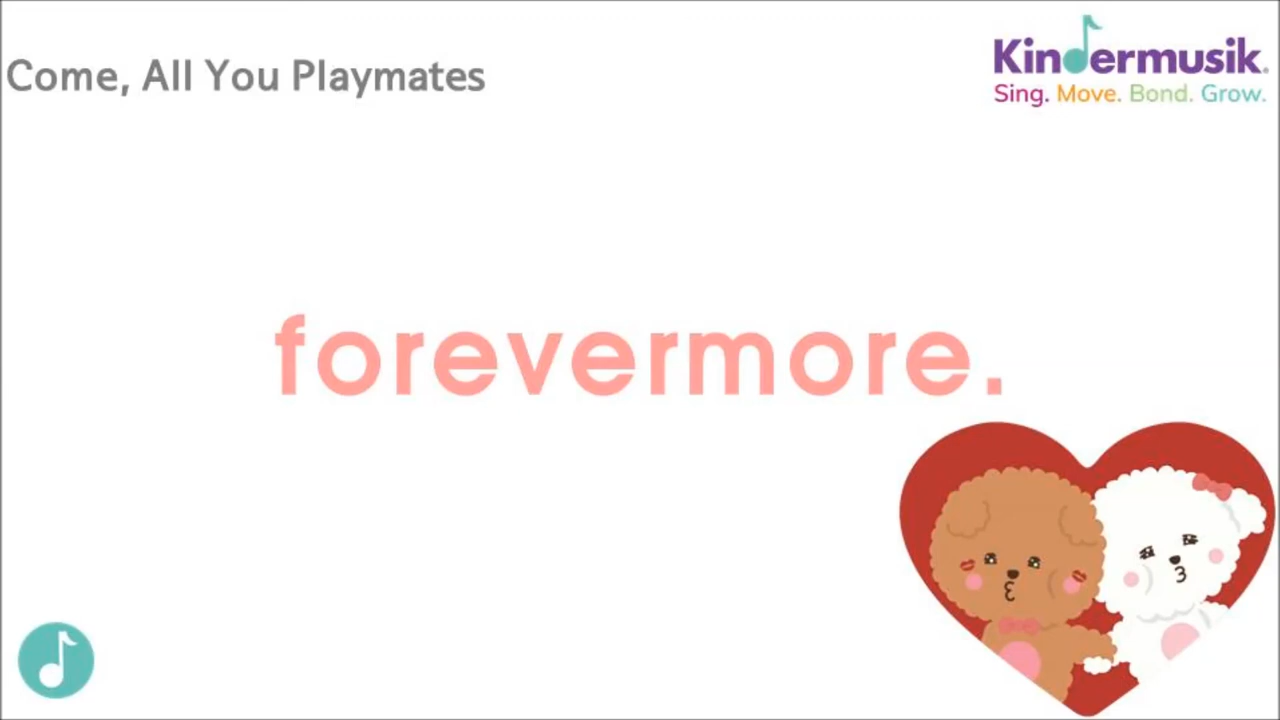 Come, All You Playmates
Kindermusik®
Sing. Move. Bond. Grow.
forevermore.